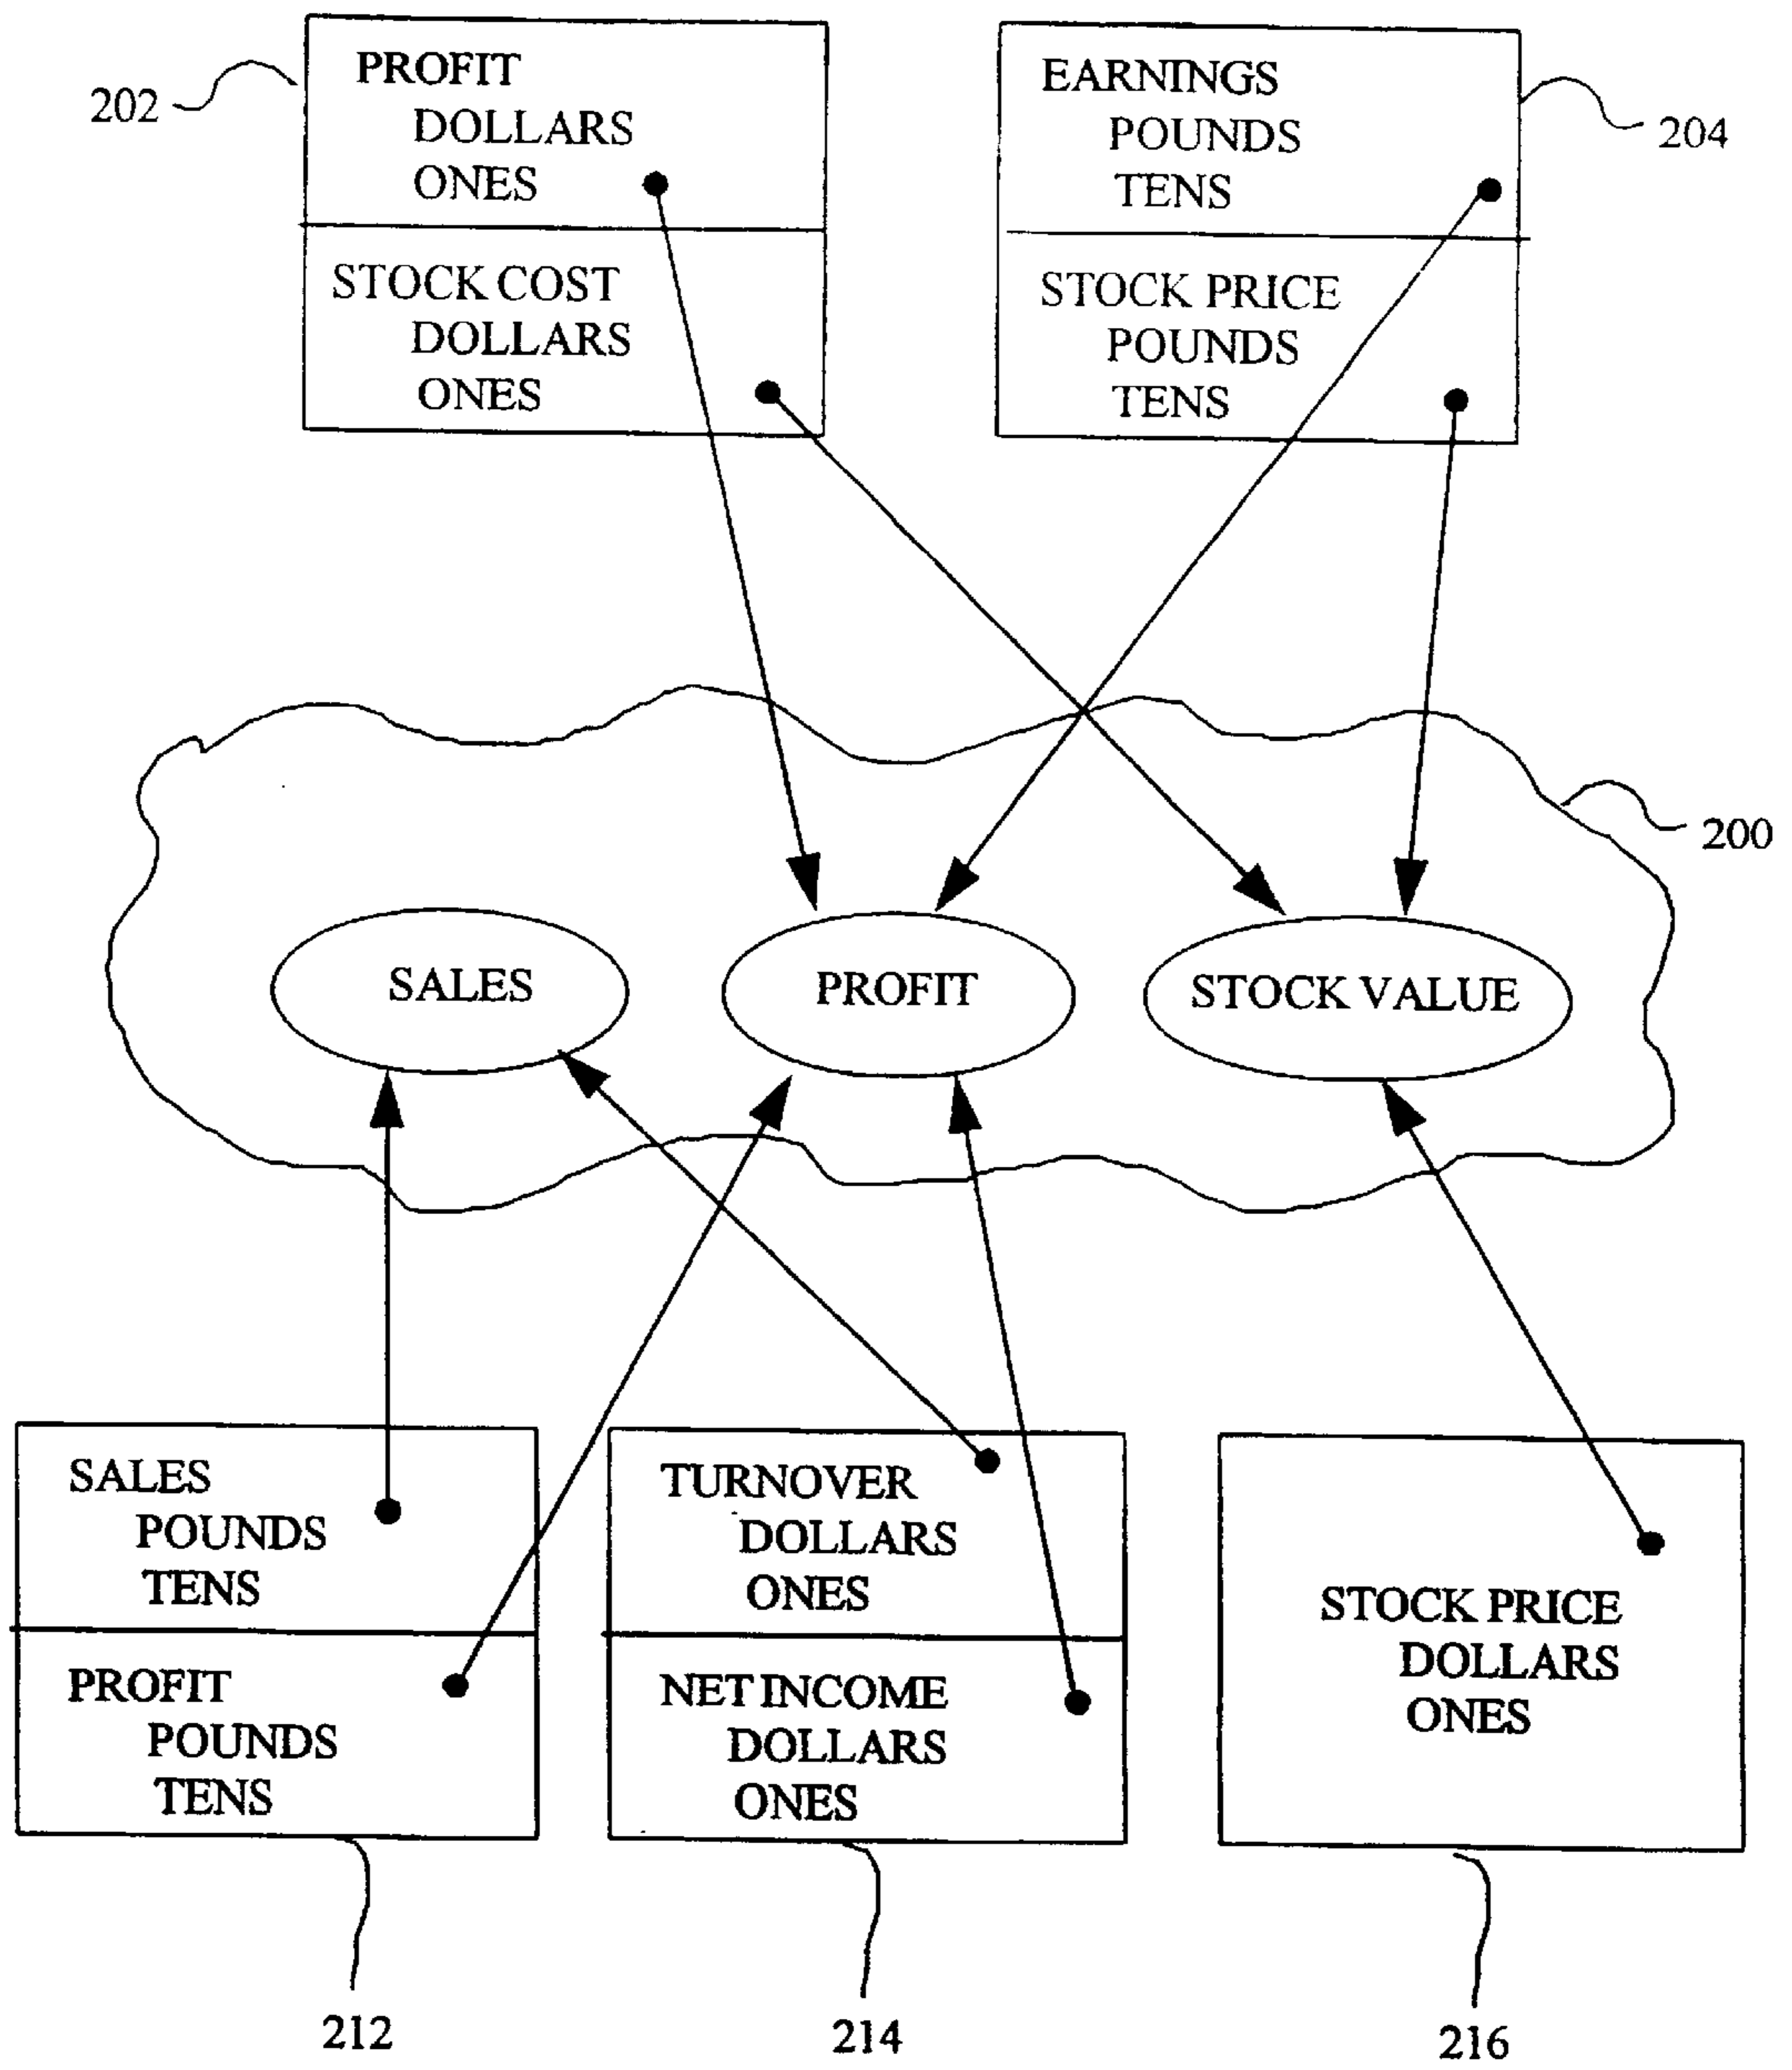 PROFIT
DOLLARS
ONES
STOCK COST
DOLLARS
ONES
202
EARNINGS
POUNDS
TENS
STOCK PRICE
POUNDS
TENS
204
200
SALES
PROFIT
STOCK VALUE
SALES
POUNDS
TENS
PROFIT
POUNDS
TENS
TURNOVER
DOLLARS
ONES
NET INCOME
DOLLARS
ONES
STOCK PRICE
DOLLARS
ONES
212
214
216